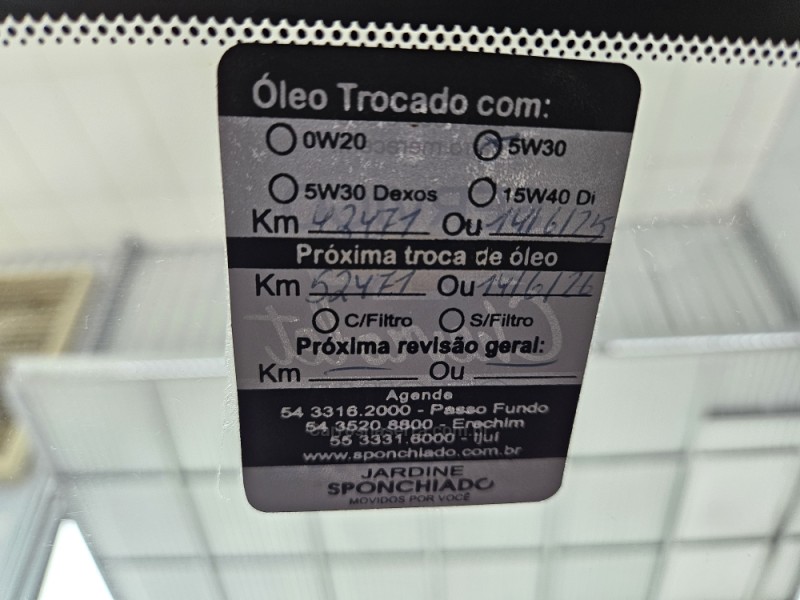 Óleo Trocado com:
0W20 5W30
5W30 Dexos 15W40 Di
Km 42471 Ou 14/6/25
Próxima troca de óleo
Km 52471 Ou 14/6/26
C/Filtro S/Filtro
Próxima revisão geral:
Km Ou
Agende
54 3316.2000 - Passo Fundo
54 3520.8800 - Erechim
55 3331.8000 - Ijuí
www.sponchiado.com.br
JARDINE
SPONCHIADO
MOVIDOS POR VOCÊ